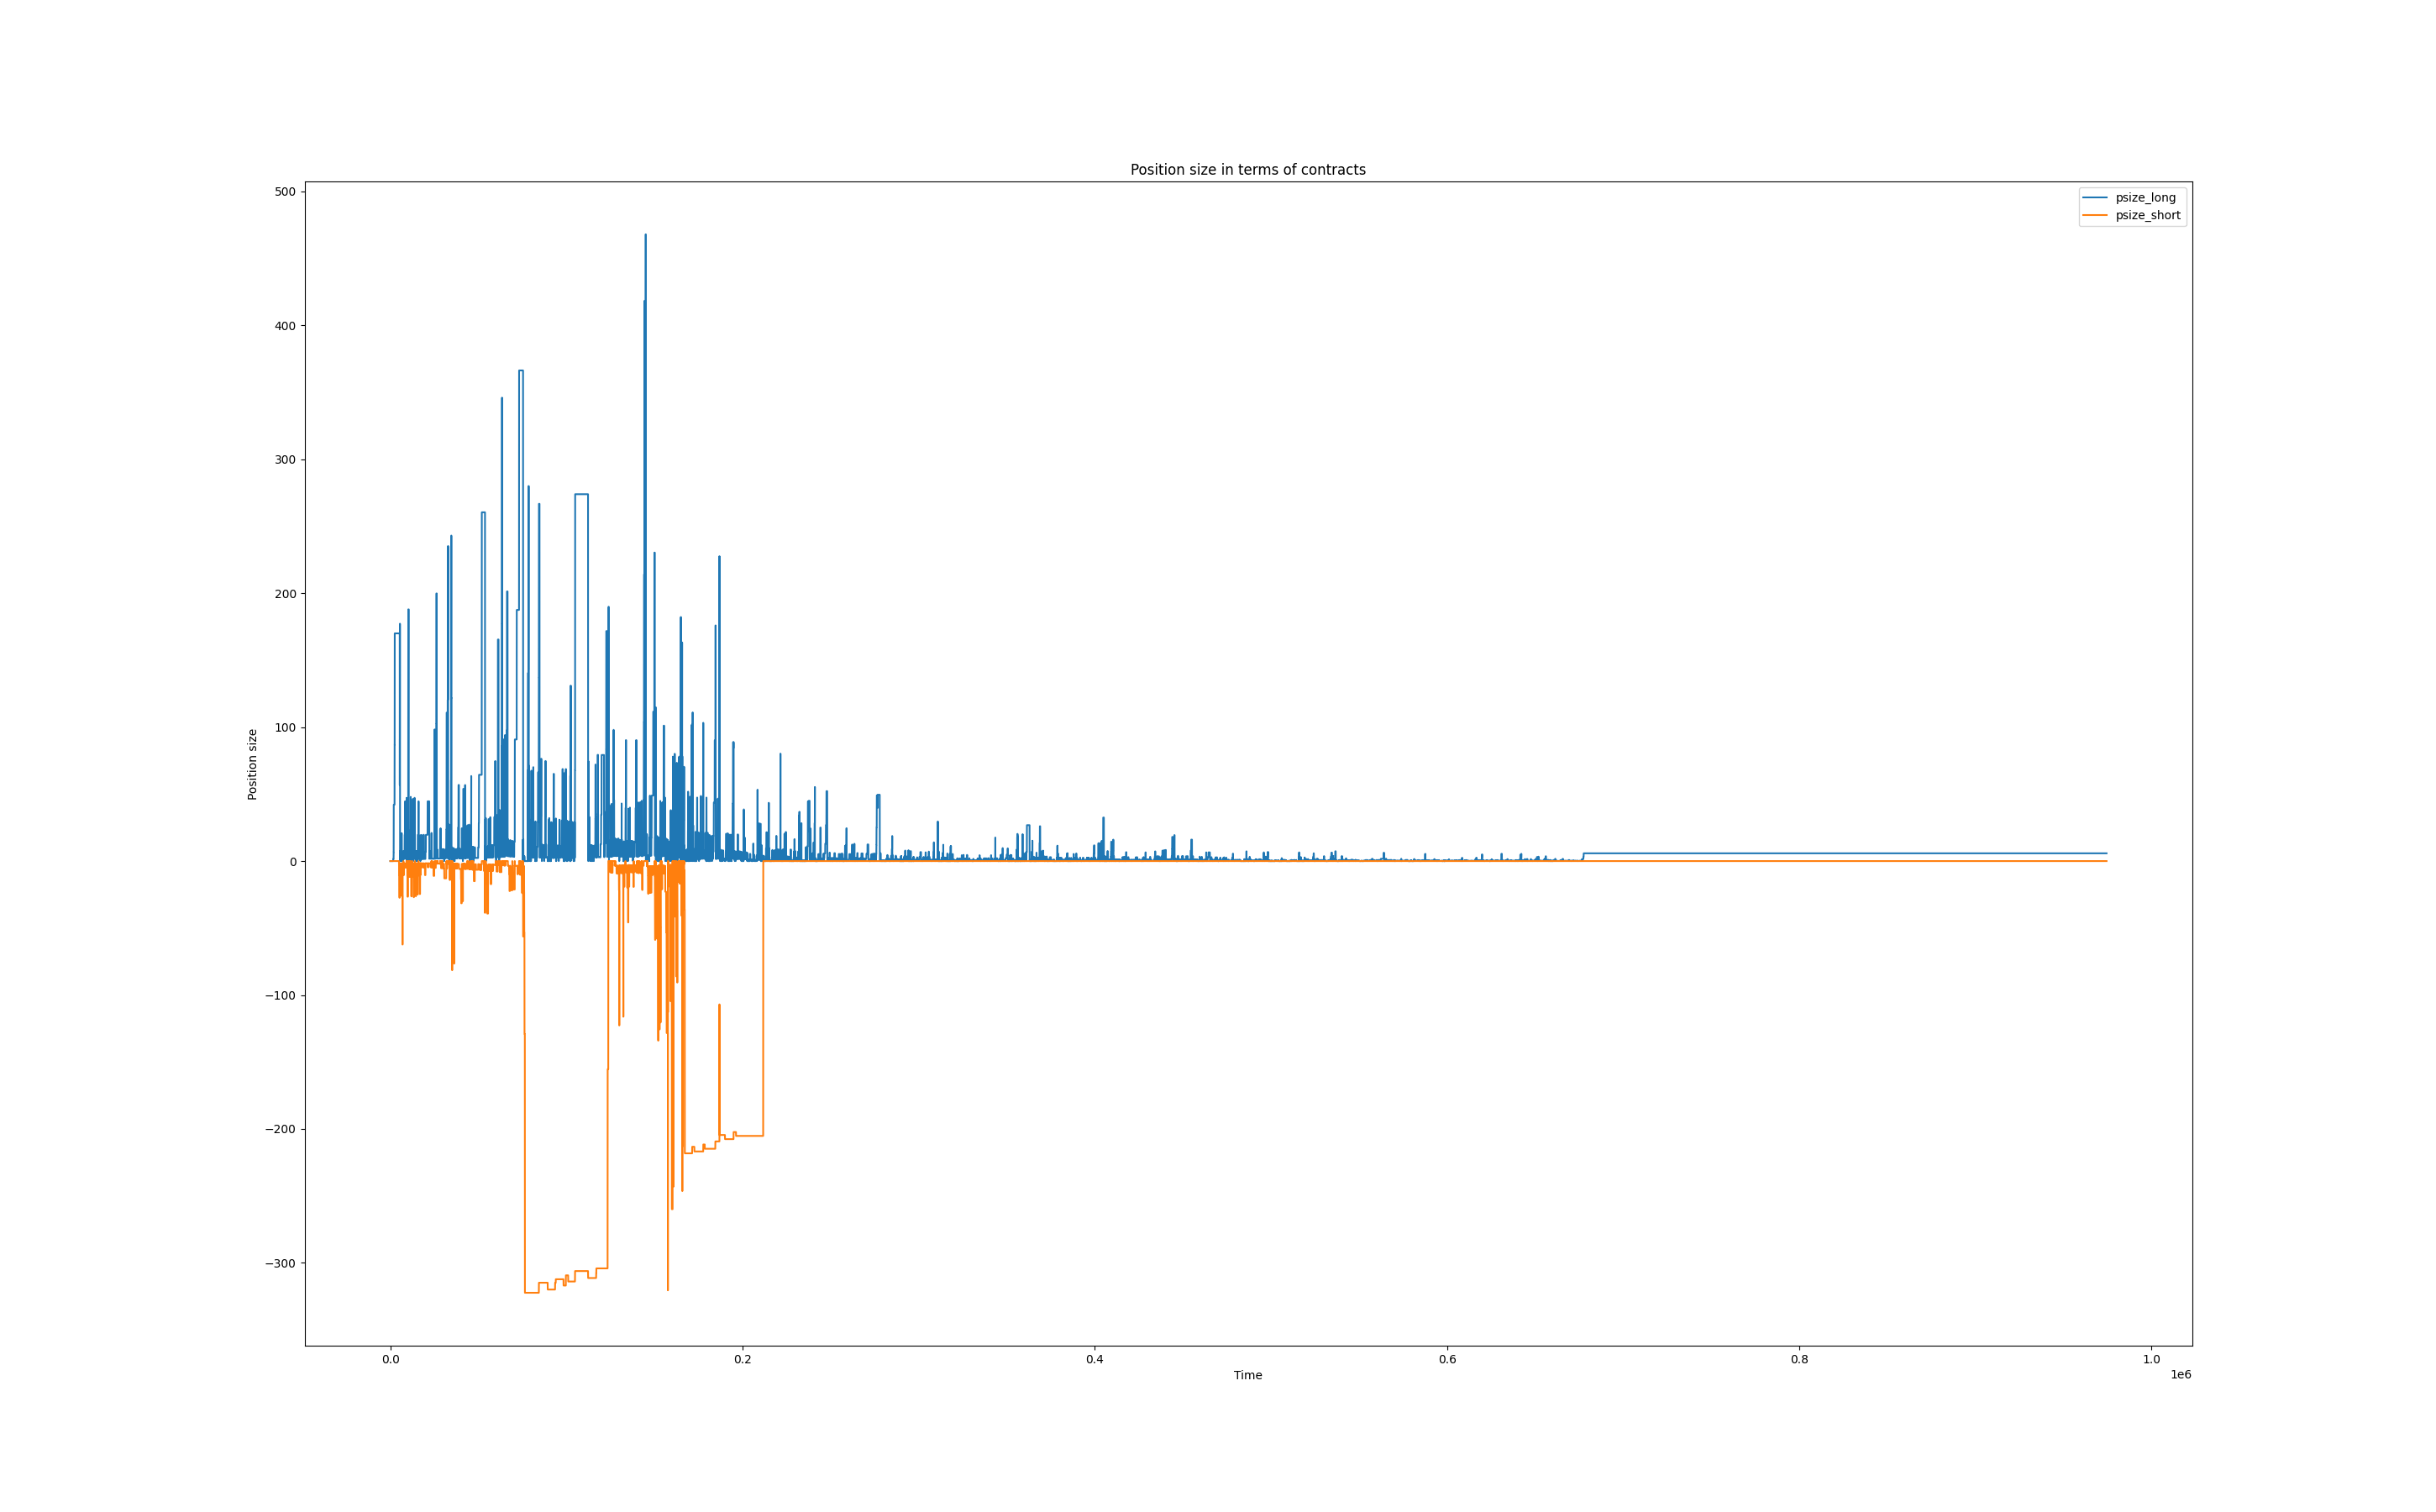 Position size in terms of contracts
psize_long
psize_short
500
400
300
200
100
0
−100
−200
−300
Position size
0.0 0.2 0.4 0.6 0.8 1.0
1e6
Time